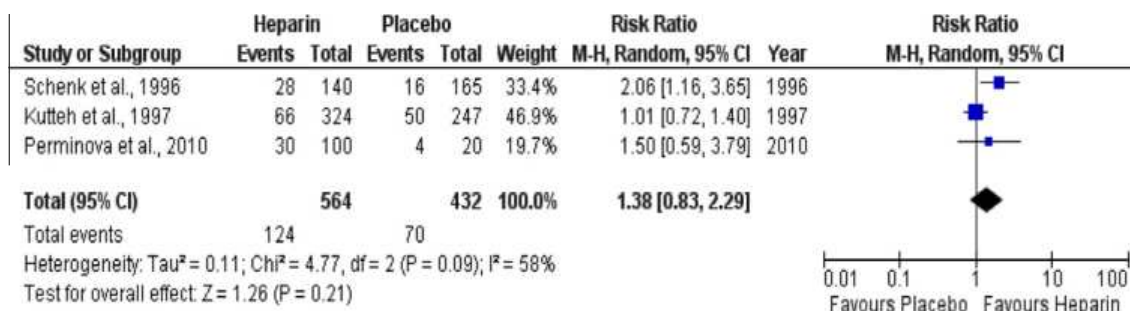 Heparin Placebo Risk Ratio Risk Ratio
Study or Subgroup Events Total Events Total Weight M-H, Random, 95% CI Year M-H, Random, 95% CI
Schenk et al., 1996 28 140 16 165 33.4% 2.06 [1.16, 3.65] 1996
Kutteh et al., 1997 66 324 50 247 46.9% 1.01 [0.72, 1.40] 1997
Perminova et al., 2010 30 100 4 20 19.7% 1.50 [0.59, 3.79] 2010
Total (95% CI) 564 432 100.0% 1.38 [0.83, 2.29]
Total events 124 70
Heterogeneity: Tau² = 0.11; Chi² = 4.77, df = 2 (P = 0.09); I² = 58%
Test for overall effect: Z = 1.26 (P = 0.21)
0.01 0.1 1 10 100
Favours Placebo Favours Heparin